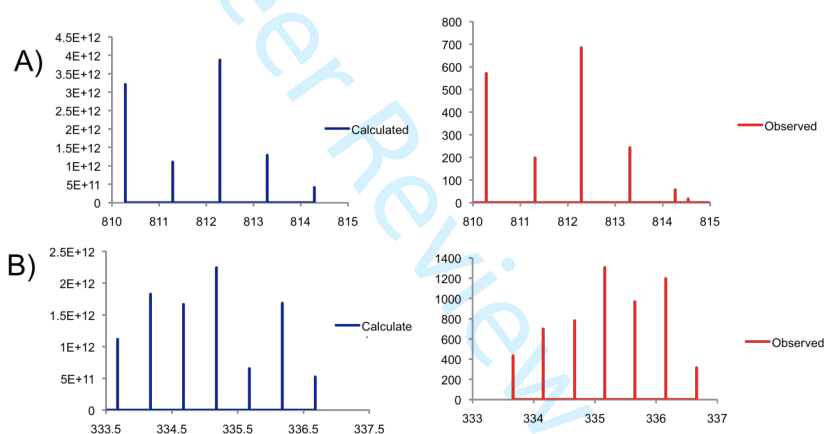 A)
4.5E+12
4E+12
3.5E+12
3E+12
2.5E+12
2E+12
1.5E+12
1E+12
5E+11
0
810 811 812 813 814 815
Calculated
800
700
600
500
400
300
200
100
0
810 811 812 813 814 815
Observed
B)
2.5E+12
2E+12
1.5E+12
1E+12
5E+11
0
333.5 334.5 335.5 336.5 337.5
Calculate
1400
1200
1000
800
600
400
200
0
333 334 335 336 337
Observed
eer Review